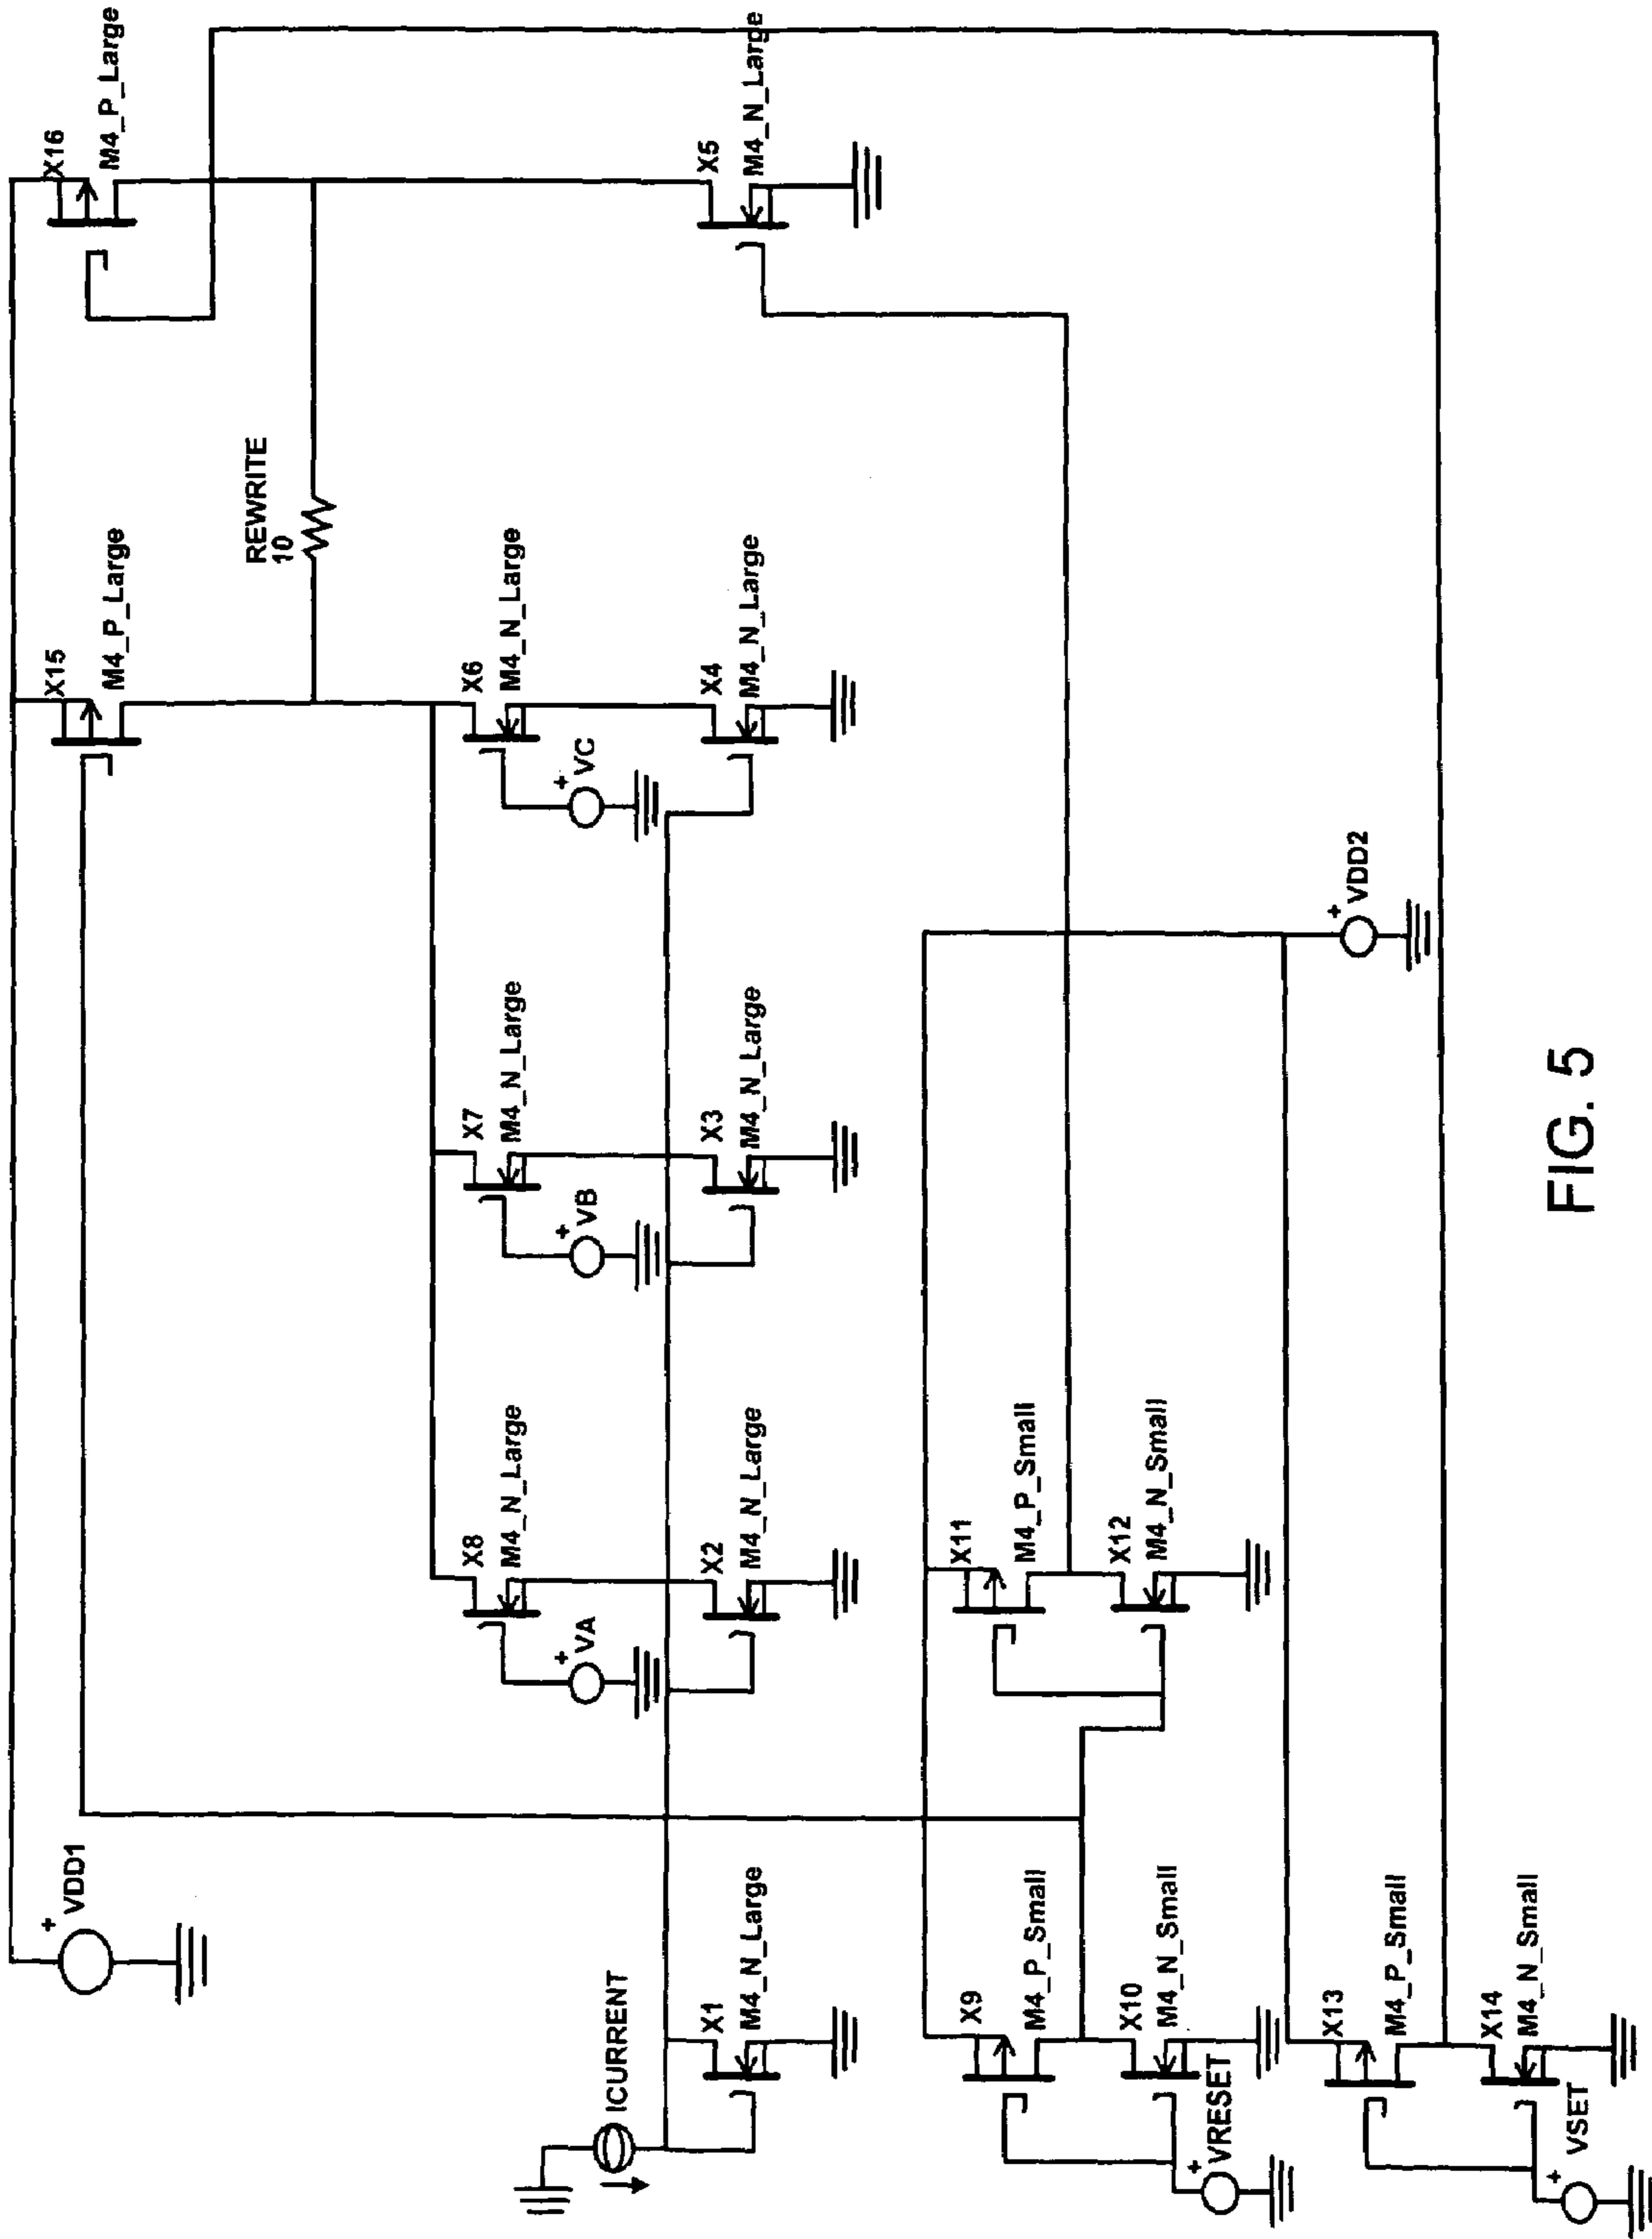 VDD1
+
X15
M4_P_Large
X16
M4_P_Large
REWRITE
10
X8
M4_N_Large
+
VA
X7
M4_N_Large
+
VB
X6
M4_N_Large
+
VC
ICURRENT
X1
M4_N_Large
X2
M4_N_Large
X3
M4_N_Large
X4
M4_N_Large
X5
M4_N_Large
X9
M4_P_Small
X10
M4_N_Small
+
VRESET
X11
M4_P_Small
X12
M4_N_Small
+
VDD2
X13
M4_P_Small
X14
M4_N_Small
+
VSET
FIG. 5